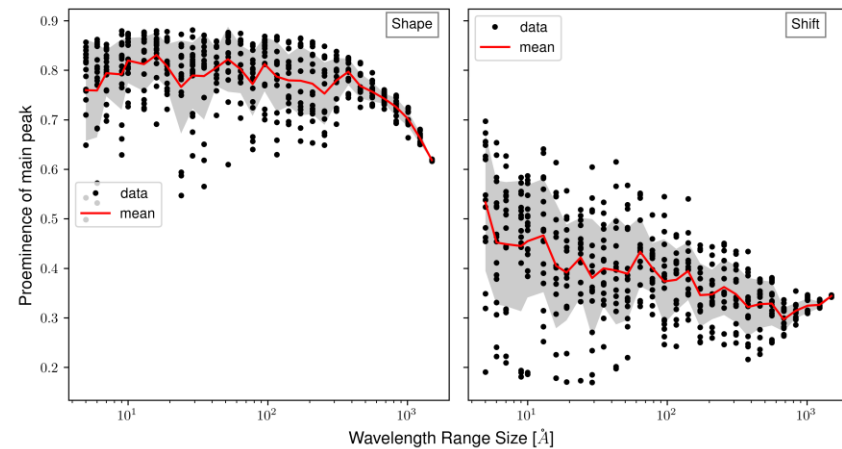 Shape
Shift
data
mean
data
mean
0.9
0.8
0.7
0.6
0.5
0.4
0.3
0.2
Proeminence of main peak
10¹
10²
10³
10¹
10²
10³
Wavelength Range Size [Å]